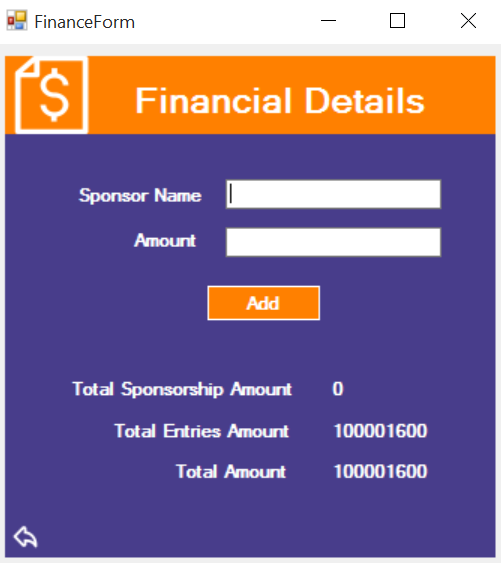 FinanceForm
Financial Details
Sponsor Name
Amount
Add
Total Sponsorship Amount 0
Total Entries Amount 100001600
Total Amount 100001600